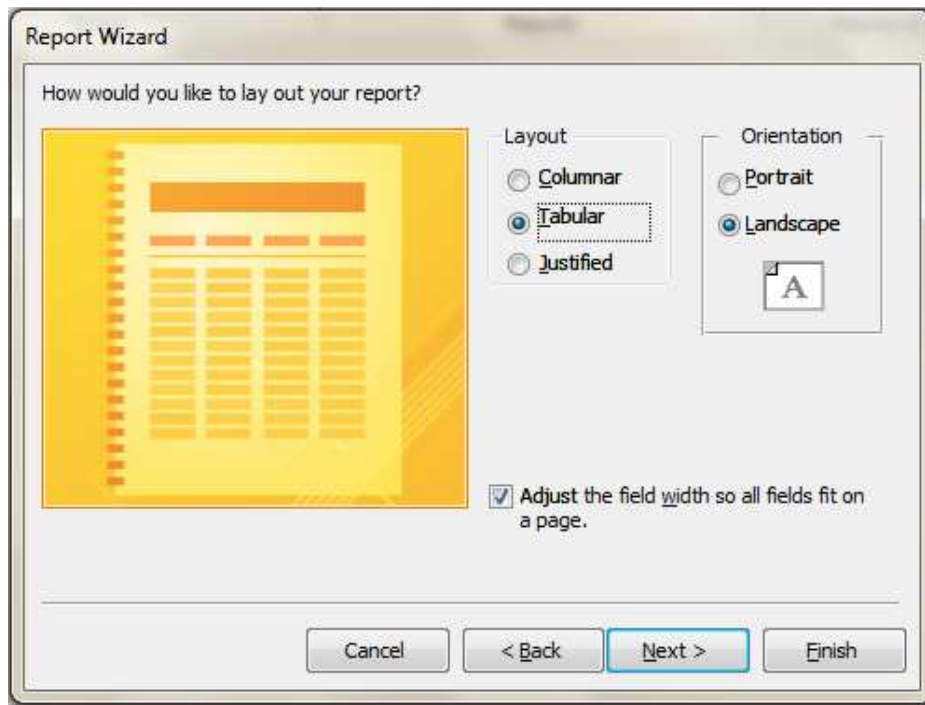 Report Wizard
How would you like to lay out your report?
Layout
Columnar
Tabular
Justified
Orientation
Portrait
Landscape
A
Adjust the field width so all fields fit on
a page.
Cancel
< Back
Next >
Finish